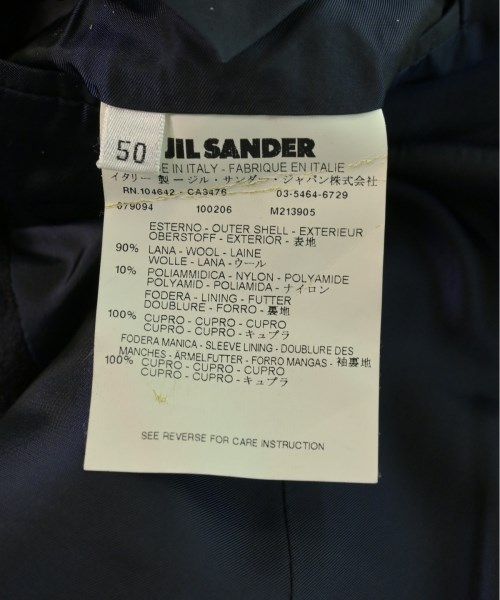 50
JIL SANDER
IN ITALY - FABRIQUE EN ITALIE
イタリー 製 ージル・サンダー・ジャパン株式会社
RN.104642 - CA3476 03-5464-6729
079094 100206 M213905
ESTERNO - OUTER SHELL - EXTERIEUR
OBERSTOFF - EXTERIOR - 表地
90% LANA - WOOL - LAINE
WOLLE - LANA - ウール
10% POLIAMMIDICA - NYLON - POLYAMIDE
POLYAMID - POLIAMIDA - ナイロン
FODERA - LINING - FUTTER
DOUBLURE - FORRO - 裏地
100% CUPRO - CUPRO - CUPRO
CUPRO - CUPRO - キュプラ
FODERA MANICA - SLEEVE LINING - DOUBLURE DES
MANCHES - ÄRMELFUTTER - FORRO MANGAS - 袖裏地
100% CUPRO - CUPRO - CUPRO
CUPRO - CUPRO - キュプラ
SEE REVERSE FOR CARE INSTRUCTION